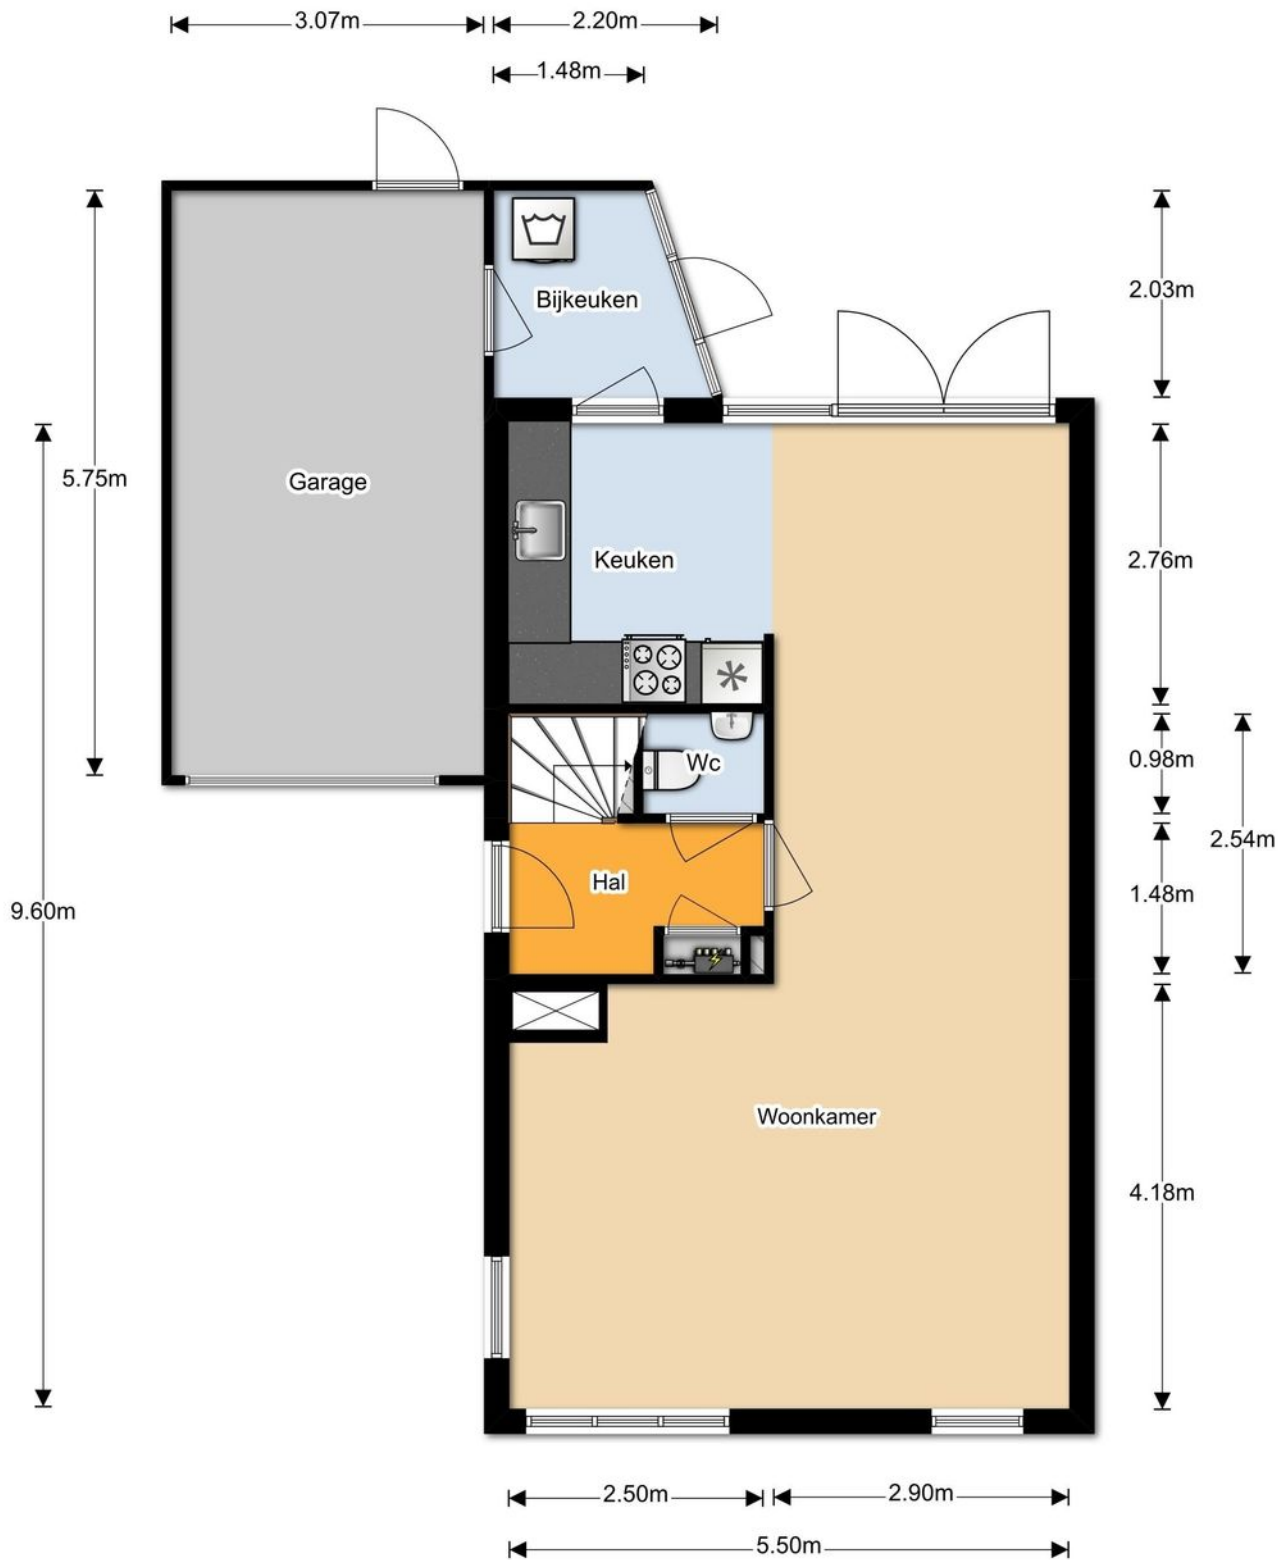 3.07m
2.20m
1.48m
2.03m
Bijkeuken
5.75m
Garage
Keuken
2.76m
Wc
0.98m
2.54m
Hal
1.48m
9.60m
Woonkamer
4.18m
2.50m
2.90m
5.50m